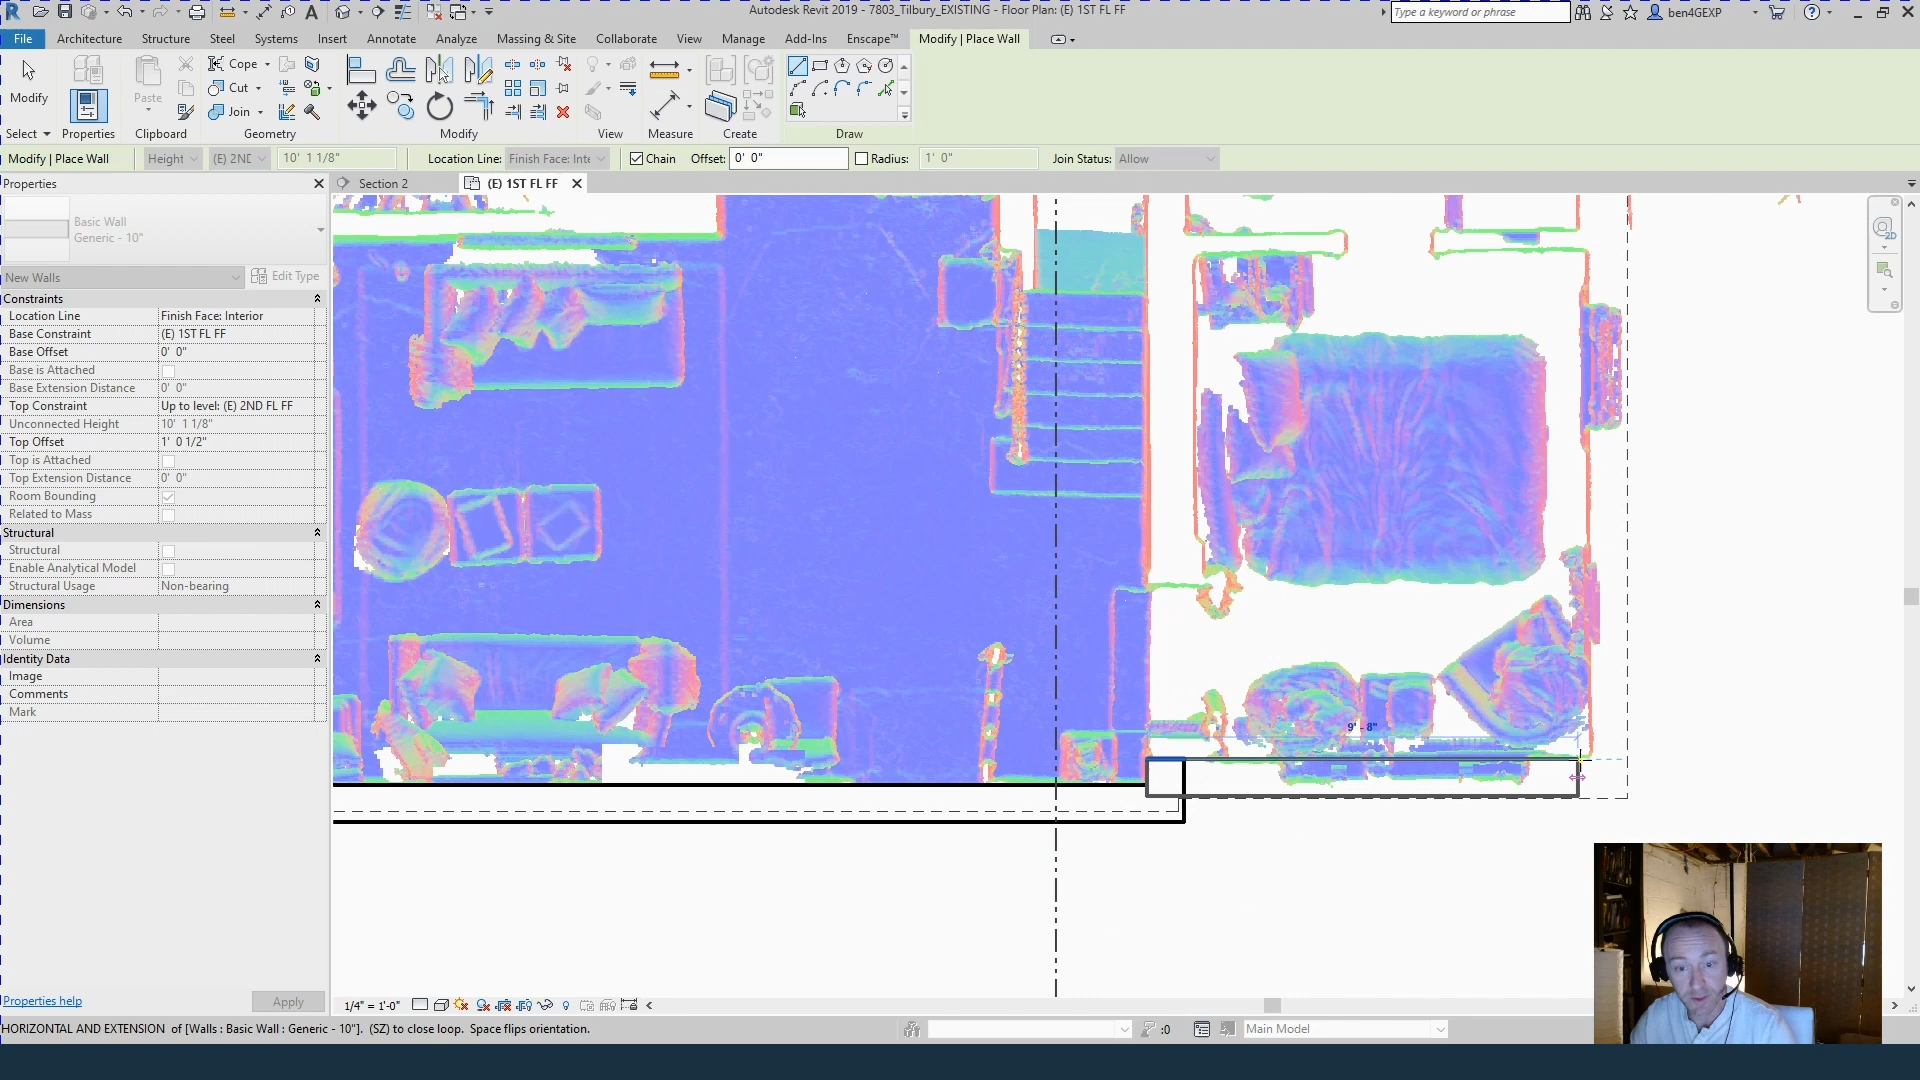 Autodesk Revit 2019 - 7803_Tilbury_EXISTING - Floor Plan: (E) 1ST FL FF
Type a keyword or phrase
ben4GEXP
File Architecture Structure Steel Systems Insert Annotate Analyze Massing & Site Collaborate View Manage Add-Ins Enscape™ Modify | Place Wall
Modify
Paste
Cope
Cut
Join
Select Properties Clipboard Geometry Modify View Measure Create Draw
Modify | Place Wall Height (E) 2ND 10' 1 1/8" Location Line: Finish Face: Inte Chain Offset: 0' 0" Radius: 1' 0" Join Status: Allow
Properties
Section 2
(E) 1ST FL FF
Basic Wall
Generic - 10"
New Walls Edit Type
Constraints
Location Line Finish Face: Interior
Base Constraint (E) 1ST FL FF
Base Offset 0' 0"
Base is Attached
Base Extension Distance 0' 0"
Top Constraint Up to level: (E) 2ND FL FF
Unconnected Height 10' 1 1/8"
Top Offset 1' 0 1/2"
Top is Attached
Top Extension Distance 0' 0"
Room Bounding
Related to Mass
Structural
Structural
Enable Analytical Model
Structural Usage Non-bearing
Dimensions
Area
Volume
Identity Data
Image
Comments
Mark
9' - 8"
Properties help Apply
1/4" = 1'-0"
HORIZONTAL AND EXTENSION of [Walls : Basic Wall : Generic - 10"]. (SZ) to close loop. Space flips orientation.
:0
Main Model